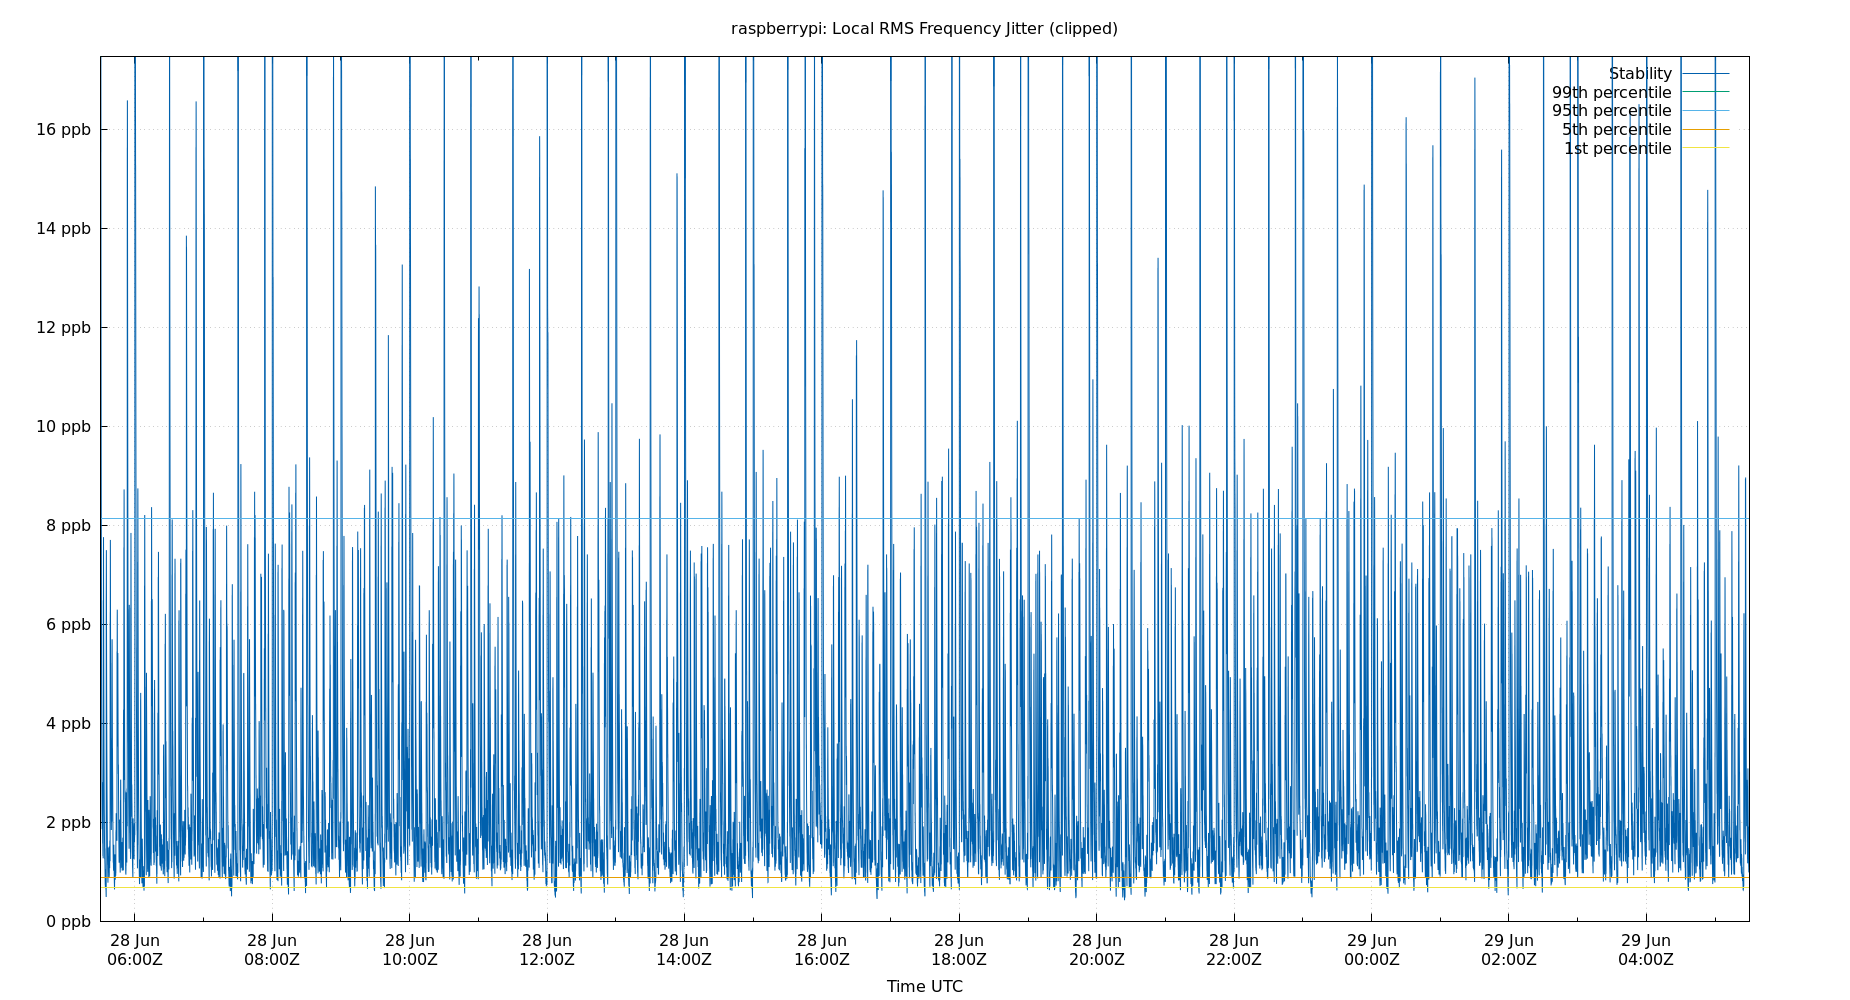 raspberrypi: Local RMS Frequency Jitter (clipped)
Stability
99th percentile
95th percentile
5th percentile
1st percentile
16 ppb
14 ppb
12 ppb
10 ppb
8 ppb
6 ppb
4 ppb
2 ppb
0 ppb
28 Jun 28 Jun 28 Jun 28 Jun 28 Jun 28 Jun 28 Jun 28 Jun 28 Jun 29 Jun 29 Jun 29 Jun
06:00Z 08:00Z 10:00Z 12:00Z 14:00Z 16:00Z 18:00Z 20:00Z 22:00Z 00:00Z 02:00Z 04:00Z
Time UTC